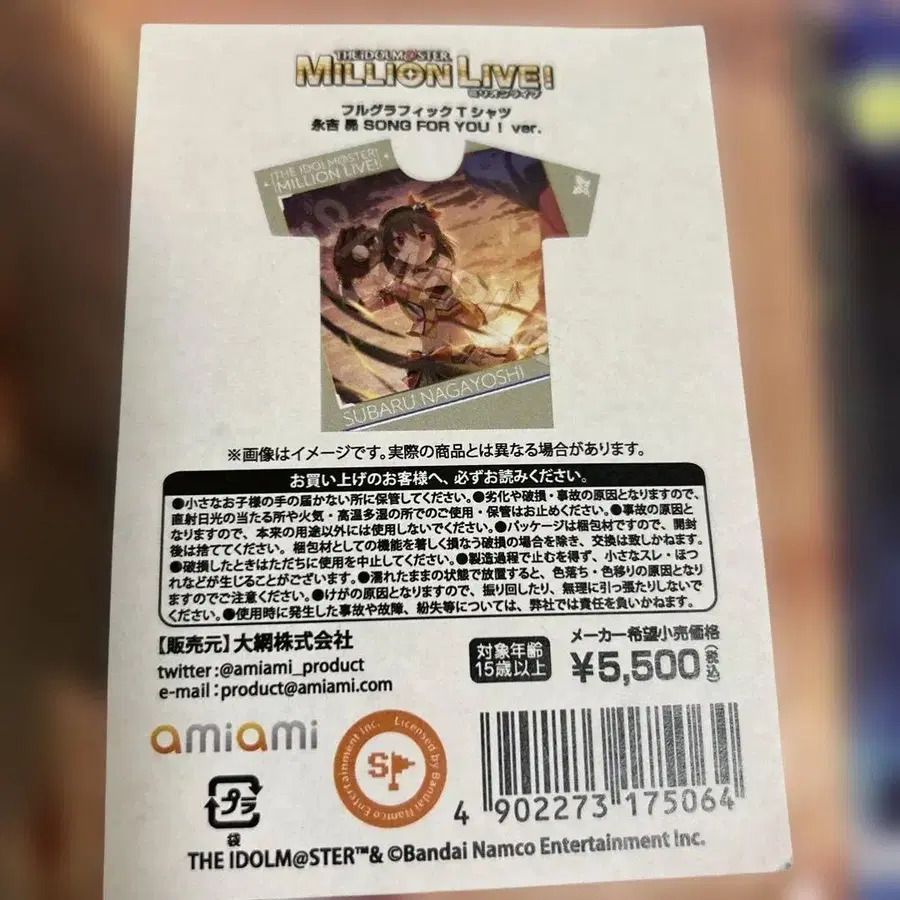 THE IDOLM@STER
MILLION LIVE!
ミリオンライブ
フルグラフィックTシャツ
永吉 昴 SONG FOR YOU! ver.
THE IDOLM@STER
MILLION LIVE!
SUBARU NAGAYOSHI
※画像はイメージです。実際の商品とは異なる場合があります。
お買い上げのお客様へ、必ずお読みください。
●小さなお子様の手の届かない所に保管してください。●劣化や破損・事故の原因となりますので、
直射日光の当たる所や火気・高温多湿の所でのご使用・保管はお止めください。●事故の原因と
なりますので、本来の用途以外には使用しないでください。●パッケージは梱包材ですので、開封
後は捨ててください。梱包材としての機能を著しく損なう破損の場合を除き、交換は致しかねます。
●破損したときはただちに使用を中止してください。●製造過程で止むを得ず、小さなスレ・ほつ
れなどが生じることがございます。●濡れたままの状態で放置すると、色落ち・色移りの原因となり
ますのでご注意ください。●けがの原因となりますので、振り回したり、無理に引っ張たりしないで
ください。●使用時に発生した事故や故障、紛失等については、弊社では責任を負いかねます。
【販売元】大網株式会社
twitter:@amiami_product
e-mail:product@amiami.com
対象年齢
15歳以上
メーカー希望小売価格
¥5,500(税込)
amiami
Licensed by Bandai Namco Entertainment Inc.
S
プラ
袋
4 902273 175064
THE IDOLM@STER™& ©Bandai Namco Entertainment Inc.